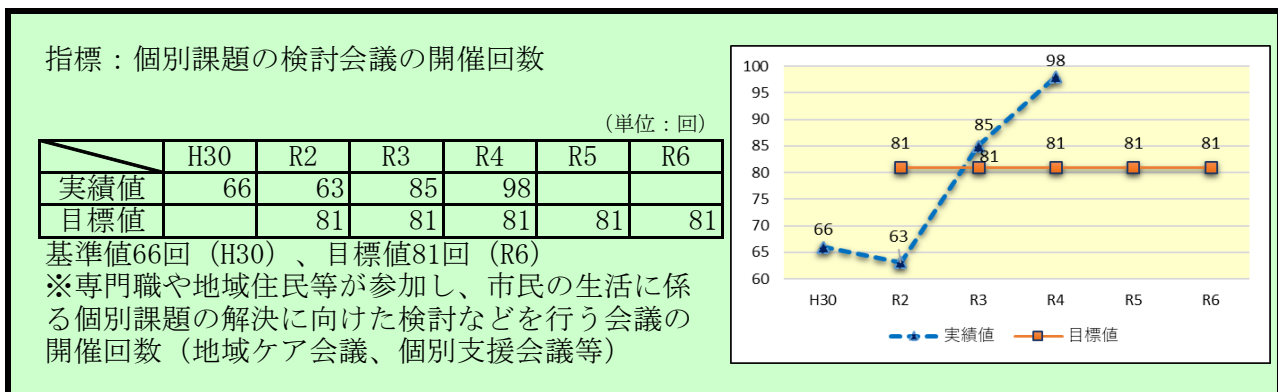 指標：個別課題の検討会議の開催回数
（単位：回）
H30 R2 R3 R4 R5 R6
実績値 66 63 85 98
目標値 81 81 81 81 81
基準値66回（H30）、目標値81回（R6）
※専門職や地域住民等が参加し、市民の生活に係
る個別課題の解決に向けた検討などを行う会議の
開催回数（地域ケア会議、個別支援会議等）
100
95
90
85
80
75
70
65
60
98
85
81 81 81 81 81
66
63
H30 R2 R3 R4 R5 R6
実績値 目標値